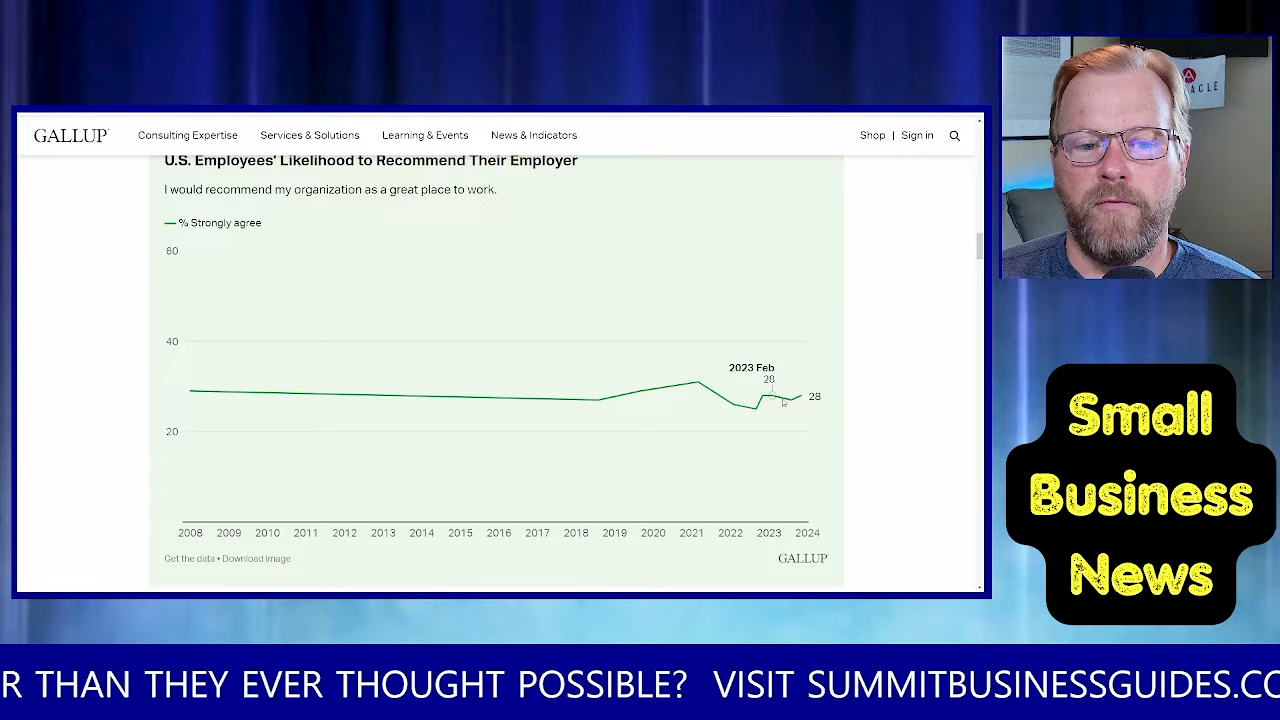 GALLUP
Consulting Expertise Services & Solutions Learning & Events News & Indicators
Shop | Sign in
U.S. Employees' Likelihood to Recommend Their Employer
I would recommend my organization as a great place to work.
% Strongly agree
60
40
2023 Feb
28
28
20
2008 2009 2010 2011 2012 2013 2014 2015 2016 2017 2018 2019 2020 2021 2022 2023 2024
Get the data • Download image
GALLUP
ACLE
Small
Business
News
R THAN THEY EVER THOUGHT POSSIBLE? VISIT SUMMITBUSINESSGUIDES.CO